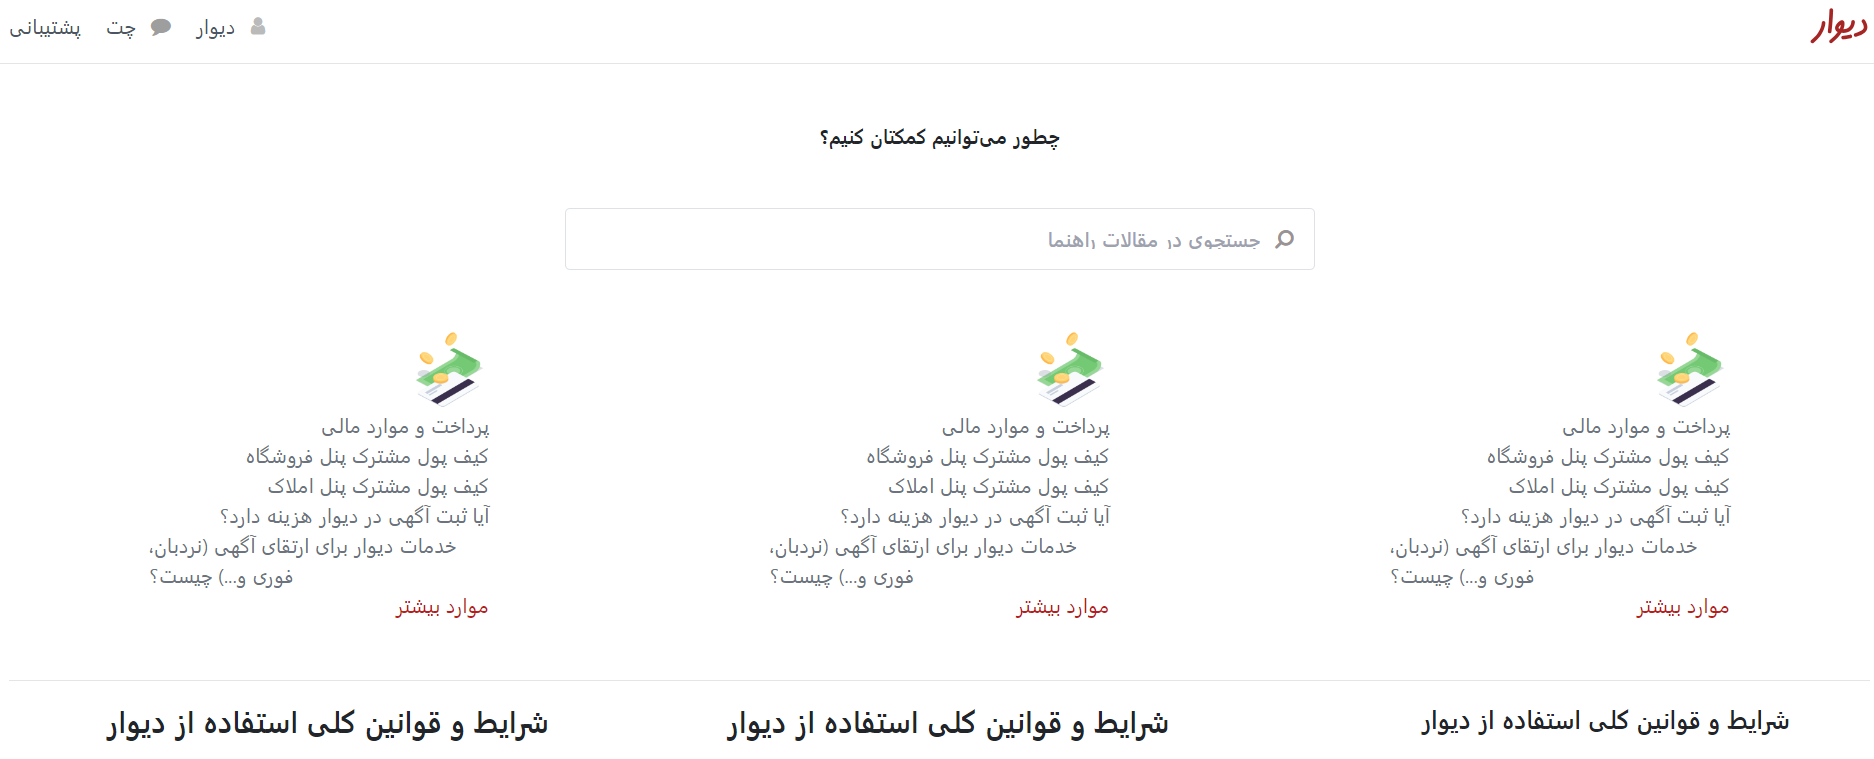 دیوار
دیوار
چت
پشتیبانی
چطور می‌توانیم کمکتان کنیم؟
جستجوی در مقالات راهنما
پرداخت و موارد مالی
کیف پول مشترک پنل فروشگاه
کیف پول مشترک پنل املاک
آیا ثبت آگهی در دیوار هزینه دارد؟
خدمات دیوار برای ارتقای آگهی (نردبان،
فوری و...) چیست؟
موارد بیشتر
پرداخت و موارد مالی
کیف پول مشترک پنل فروشگاه
کیف پول مشترک پنل املاک
آیا ثبت آگهی در دیوار هزینه دارد؟
خدمات دیوار برای ارتقای آگهی (نردبان،
فوری و...) چیست؟
موارد بیشتر
پرداخت و موارد مالی
کیف پول مشترک پنل فروشگاه
کیف پول مشترک پنل املاک
آیا ثبت آگهی در دیوار هزینه دارد؟
خدمات دیوار برای ارتقای آگهی (نردبان،
فوری و...) چیست؟
موارد بیشتر
شرایط و قوانین کلی استفاده از دیوار
شرایط و قوانین کلی استفاده از دیوار
شرایط و قوانین کلی استفاده از دیوار